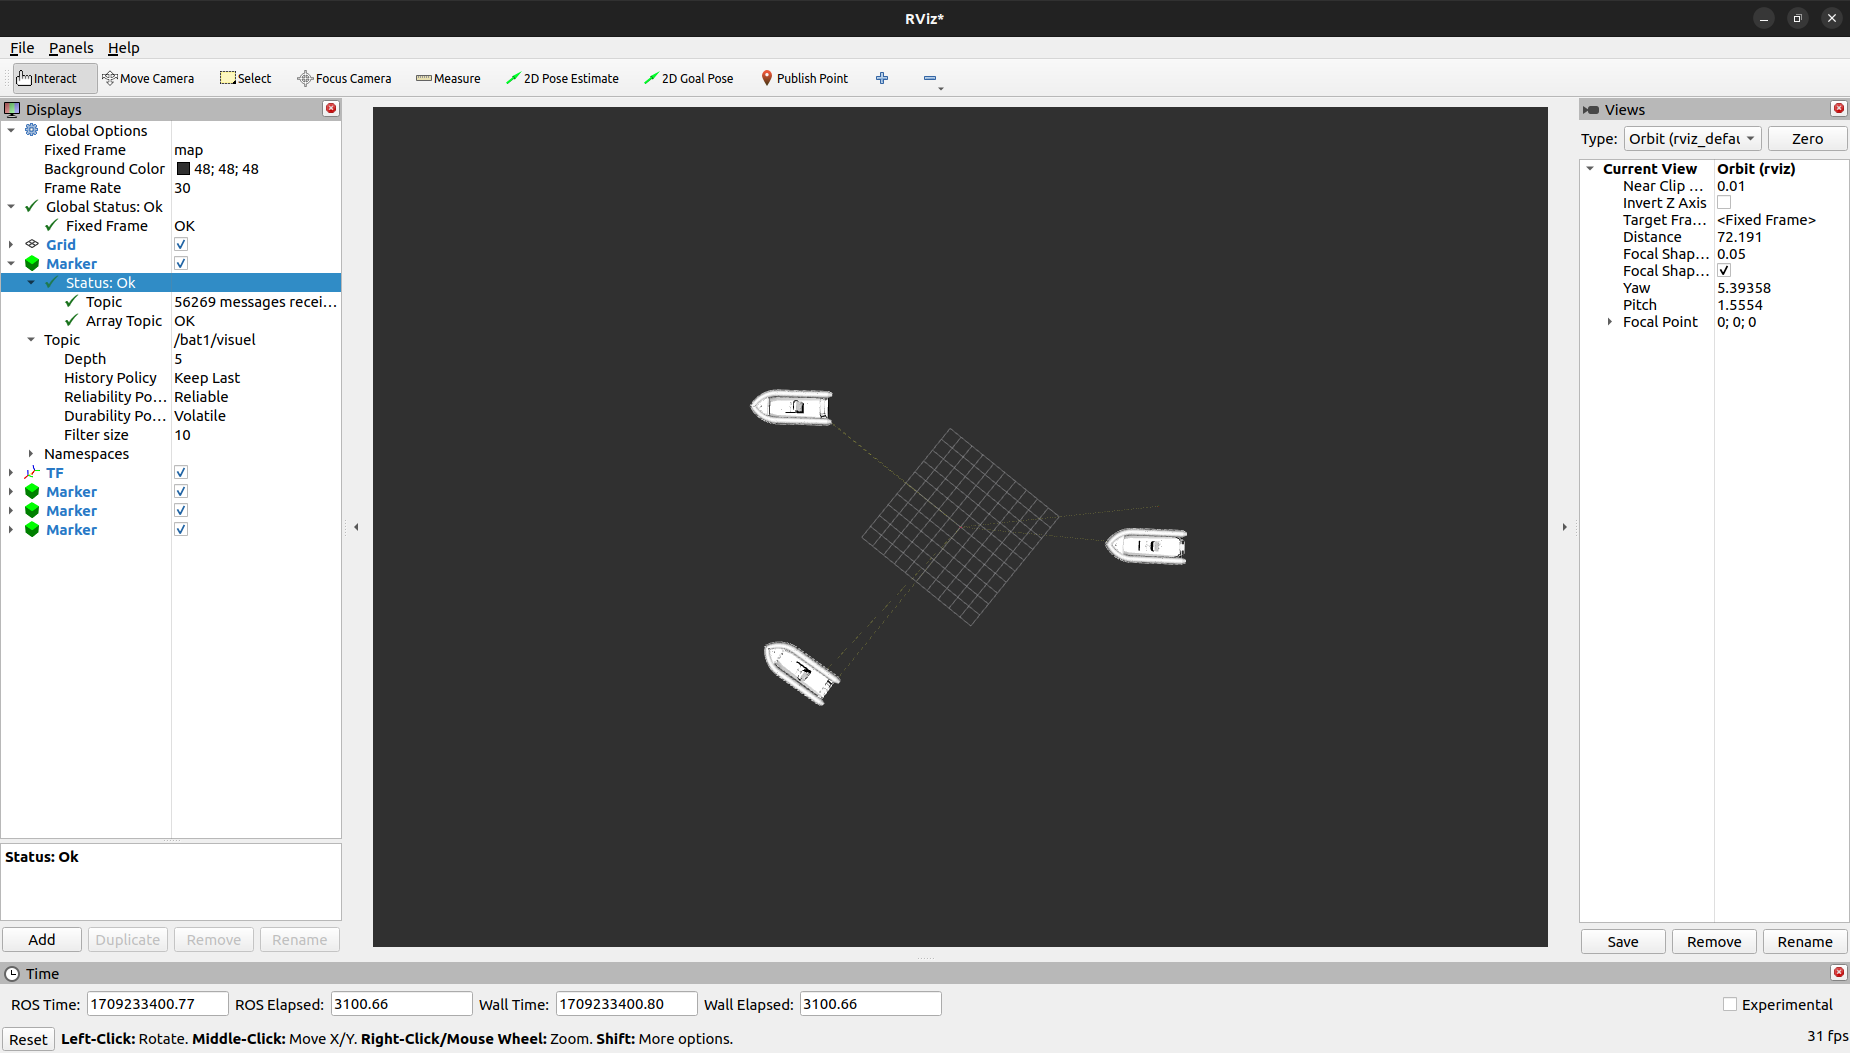 RViz*
File Panels Help
Interact Move Camera Select Focus Camera Measure 2D Pose Estimate 2D Goal Pose Publish Point
Displays
Global Options
Fixed Frame map
Background Color 48; 48; 48
Frame Rate 30
Global Status: Ok
Fixed Frame OK
Grid
Marker
Status: Ok
Topic 56269 messages recei...
Array Topic OK
Topic /bat1/visuel
Depth 5
History Policy Keep Last
Reliability Po... Reliable
Durability Po... Volatile
Filter size 10
Namespaces
TF
Marker
Marker
Marker
Status: Ok
Add Duplicate Remove Rename
Views
Type: Orbit (rviz_defau Zero
Current View Orbit (rviz)
Near Clip ... 0.01
Invert Z Axis
Target Fra... <Fixed Frame>
Distance 72.191
Focal Shap... 0.05
Focal Shap...
Yaw 5.39358
Pitch 1.5554
Focal Point 0; 0; 0
Save Remove Rename
Time
ROS Time: 1709233400.77 ROS Elapsed: 3100.66 Wall Time: 1709233400.80 Wall Elapsed: 3100.66 Experimental
Reset Left-Click: Rotate. Middle-Click: Move X/Y. Right-Click/Mouse Wheel: Zoom. Shift: More options. 31 fps